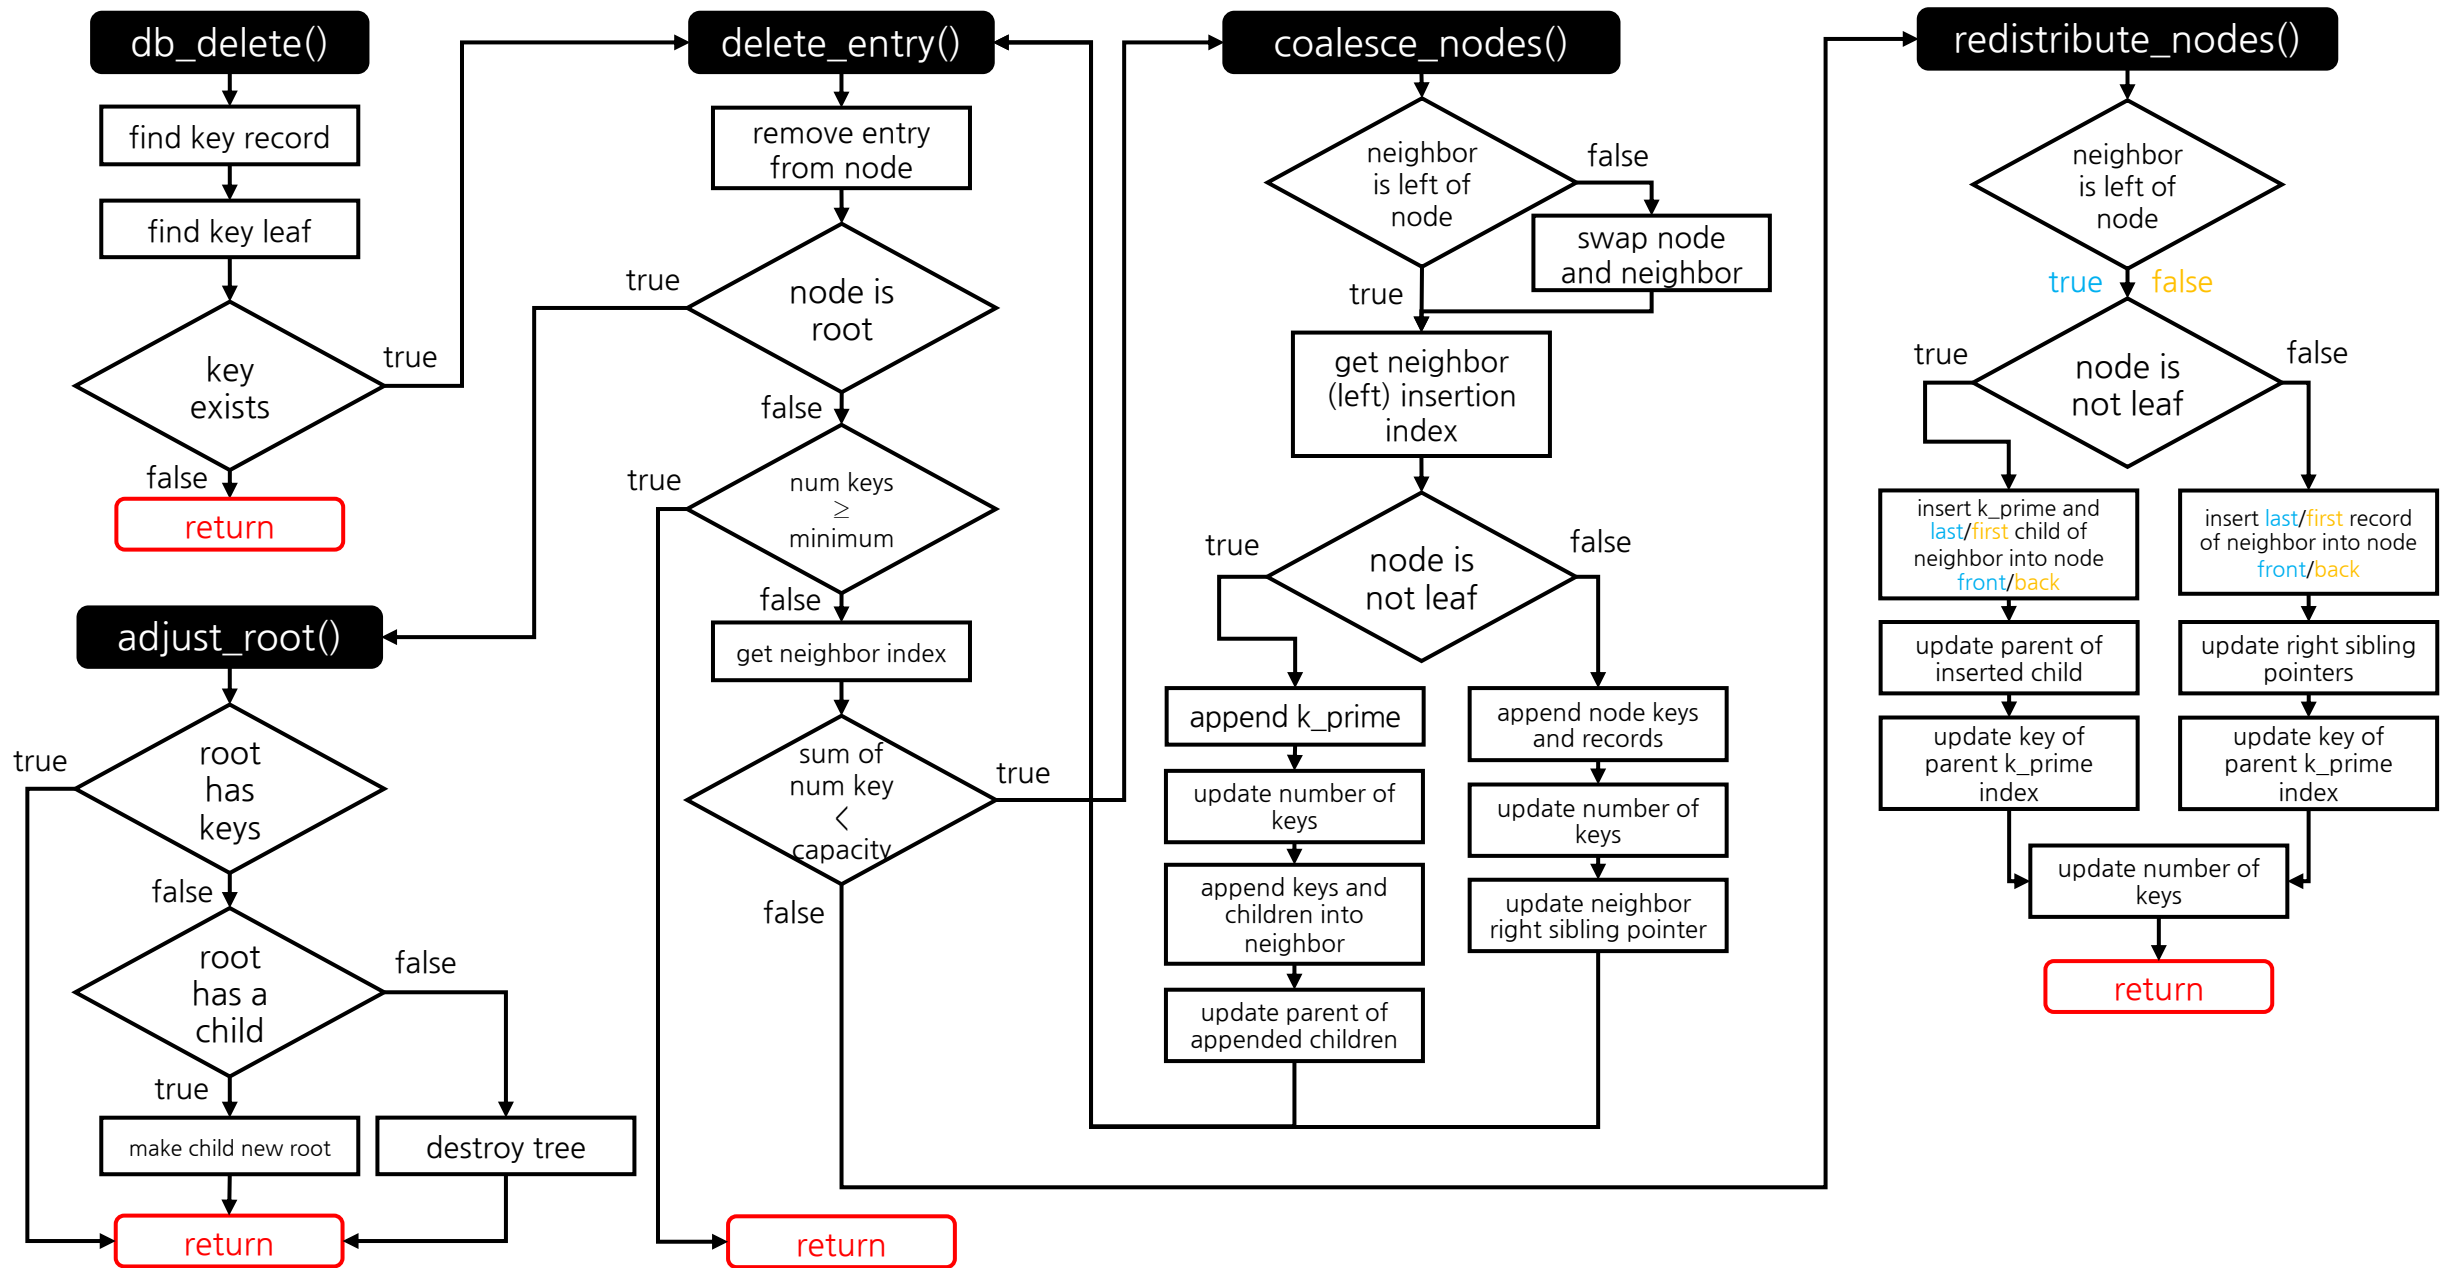 db_delete()
find key record
find key leaf
key
exists
true
false
return
adjust_root()
root
has
keys
true
false
root
has a
child
false
true
make child new root
destroy tree
return
delete_entry()
remove entry
from node
node is
root
true
false
num keys
≥
minimum
true
false
get neighbor index
sum of
num key
<
capacity
true
false
return
coalesce_nodes()
neighbor
is left of
node
false
swap node
and neighbor
true
get neighbor
(left) insertion
index
node is
not leaf
true
false
append k_prime
update number of
keys
append keys and
children into
neighbor
update parent of
appended children
append node keys
and records
update number of
keys
update neighbor
right sibling pointer
redistribute_nodes()
neighbor
is left of
node
true false
node is
not leaf
true
false
insert k_prime and
last/first child of
neighbor into node
front/back
update parent of
inserted child
update key of
parent k_prime
index
insert last/first record
of neighbor into node
front/back
update right sibling
pointers
update key of
parent k_prime
index
update number of
keys
return